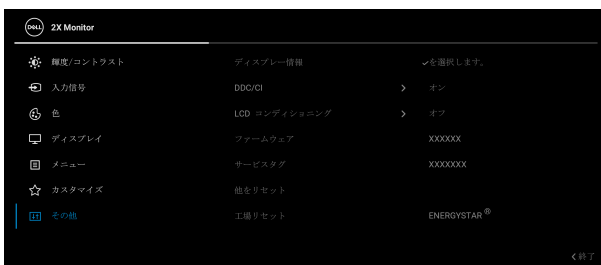 DELL 2X Monitor
輝度/コントラスト ディスプレー情報 ✓を選択します。
入力信号 DDC/CI > オン
色 LCD コンディショニング > オフ
ディスプレイ ファームウェア XXXXXX
メニュー サービスタグ XXXXXXX
カスタマイズ 他をリセット
その他 工場リセット ENERGYSTAR®
<終了